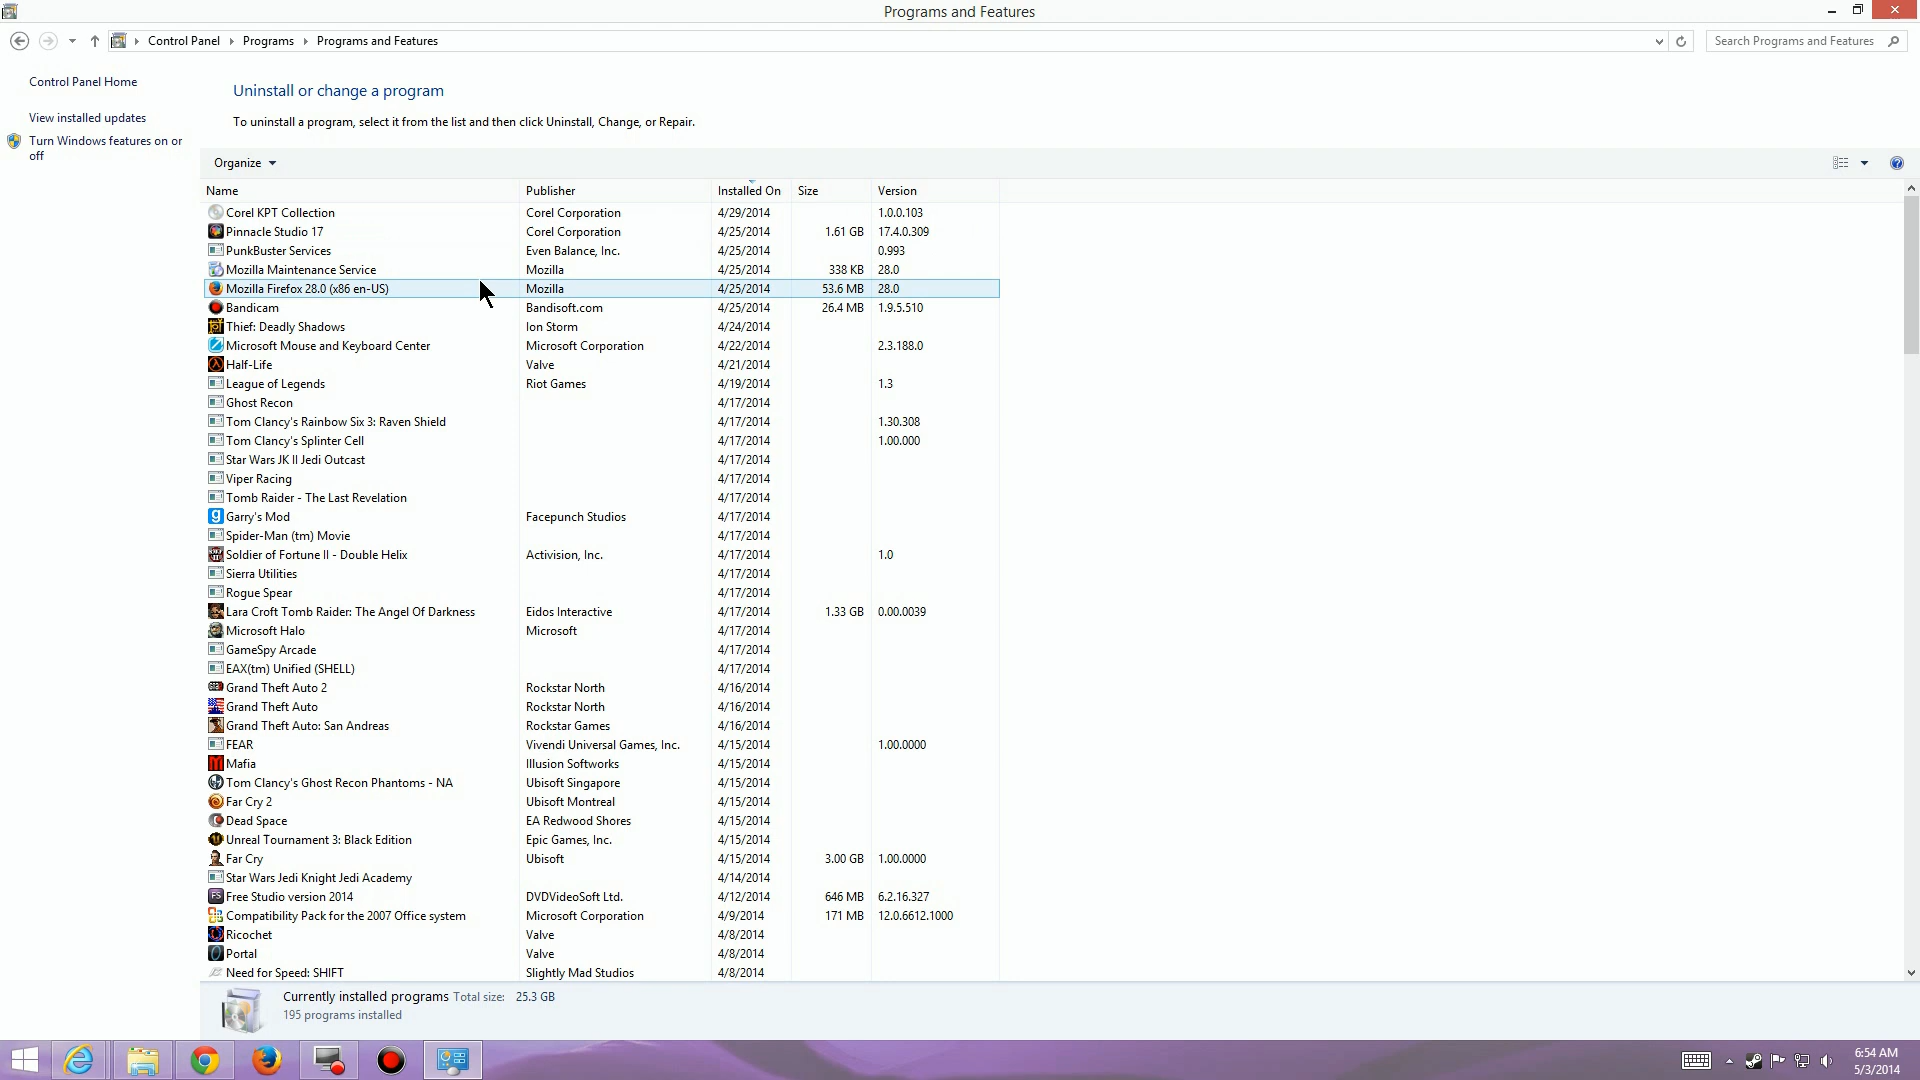 Programs and Features
Control Panel Programs Programs and Features
Search Programs and Features
Control Panel Home
View installed updates
Turn Windows features on or
off
Uninstall or change a program
To uninstall a program, select it from the list and then click Uninstall, Change, or Repair.
Organize
Name Publisher Installed On Size Version
Corel KPT Collection Corel Corporation 4/29/2014 1.0.0.103
Pinnacle Studio 17 Corel Corporation 4/25/2014 1.61 GB 17.4.0.309
PunkBuster Services Even Balance, Inc. 4/25/2014 0.993
Mozilla Maintenance Service Mozilla 4/25/2014 338 KB 28.0
Mozilla Firefox 28.0 (x86 en-US) Mozilla 4/25/2014 53.6 MB 28.0
Bandicam Bandisoft.com 4/25/2014 26.4 MB 1.9.5.510
Thief: Deadly Shadows Ion Storm 4/24/2014
Microsoft Mouse and Keyboard Center Microsoft Corporation 4/22/2014 2.3.188.0
Half-Life Valve 4/21/2014
League of Legends Riot Games 4/19/2014 1.3
Ghost Recon 4/17/2014
Tom Clancy's Rainbow Six 3: Raven Shield 4/17/2014 1.30.308
Tom Clancy's Splinter Cell 4/17/2014 1.00.000
Star Wars JK II Jedi Outcast 4/17/2014
Viper Racing 4/17/2014
Tomb Raider - The Last Revelation 4/17/2014
Garry's Mod Facepunch Studios 4/17/2014
Spider-Man (tm) Movie 4/17/2014
Soldier of Fortune II - Double Helix Activision, Inc. 4/17/2014 1.0
Sierra Utilities 4/17/2014
Rogue Spear 4/17/2014
Lara Croft Tomb Raider: The Angel Of Darkness Eidos Interactive 4/17/2014 1.33 GB 0.00.0039
Microsoft Halo Microsoft 4/17/2014
GameSpy Arcade 4/17/2014
EAX(tm) Unified (SHELL) 4/17/2014
Grand Theft Auto 2 Rockstar North 4/16/2014
Grand Theft Auto Rockstar North 4/16/2014
Grand Theft Auto: San Andreas Rockstar Games 4/16/2014
FEAR Vivendi Universal Games, Inc. 4/15/2014 1.00.0000
Mafia Illusion Softworks 4/15/2014
Tom Clancy's Ghost Recon Phantoms - NA Ubisoft Singapore 4/15/2014
Far Cry 2 Ubisoft Montreal 4/15/2014
Dead Space EA Redwood Shores 4/15/2014
Unreal Tournament 3: Black Edition Epic Games, Inc. 4/15/2014
Far Cry Ubisoft 4/15/2014 3.00 GB 1.00.0000
Star Wars Jedi Knight Jedi Academy 4/14/2014
Free Studio version 2014 DVDVideoSoft Ltd. 4/12/2014 646 MB 6.2.16.327
Compatibility Pack for the 2007 Office system Microsoft Corporation 4/9/2014 171 MB 12.0.6612.1000
Ricochet Valve 4/8/2014
Portal Valve 4/8/2014
Need for Speed: SHIFT Slightly Mad Studios 4/8/2014
Currently installed programs Total size: 25.3 GB
195 programs installed
6:54 AM
5/3/2014